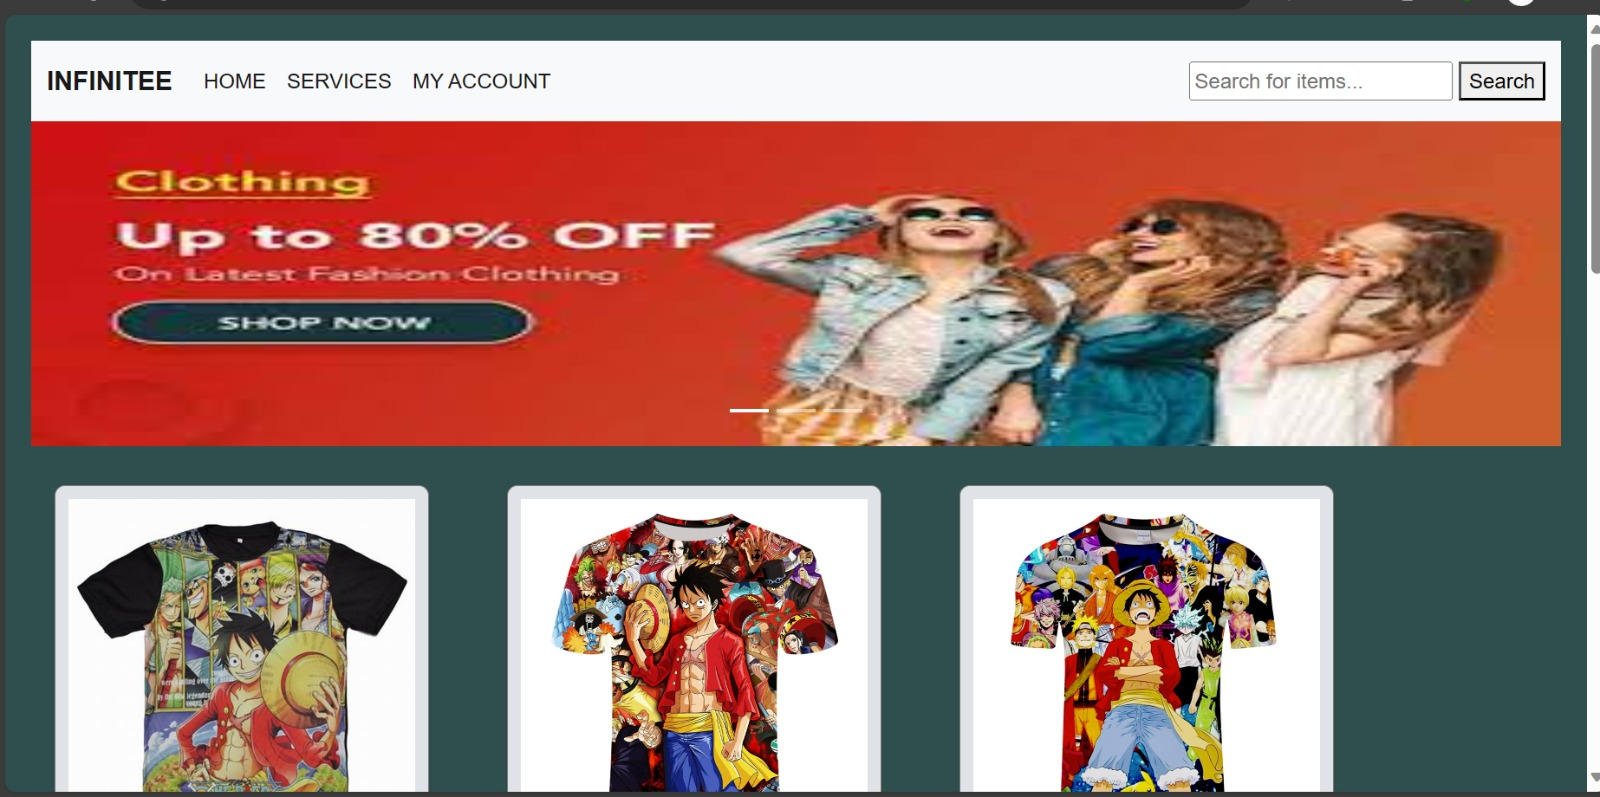 INFINITEE HOME SERVICES MY ACCOUNT Search for items... Search
Clothing
Up to 80% OFF
On Latest Fashion Clothing
SHOP NOW